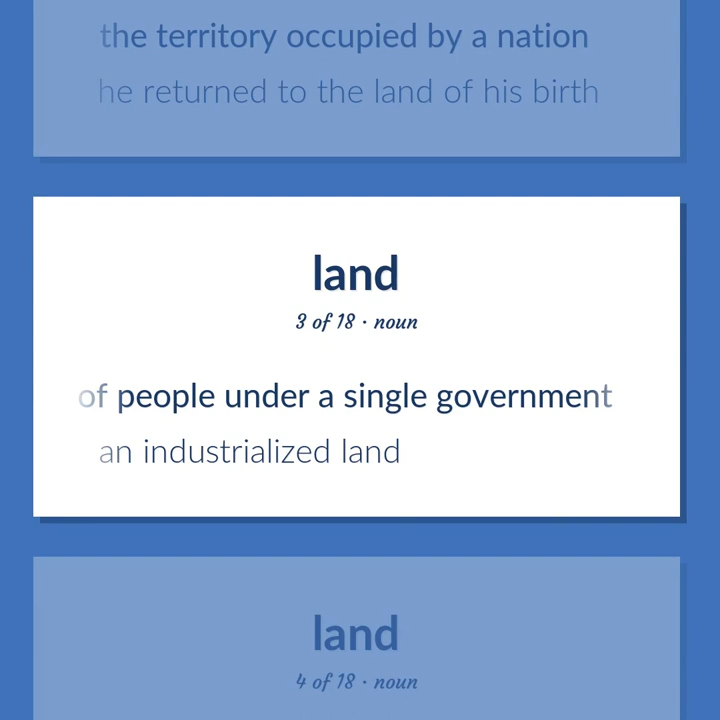 the territory occupied by a nation
he returned to the land of his birth
land
3 of 18 · noun
of people under a single government
an industrialized land
land
4 of 18 · noun